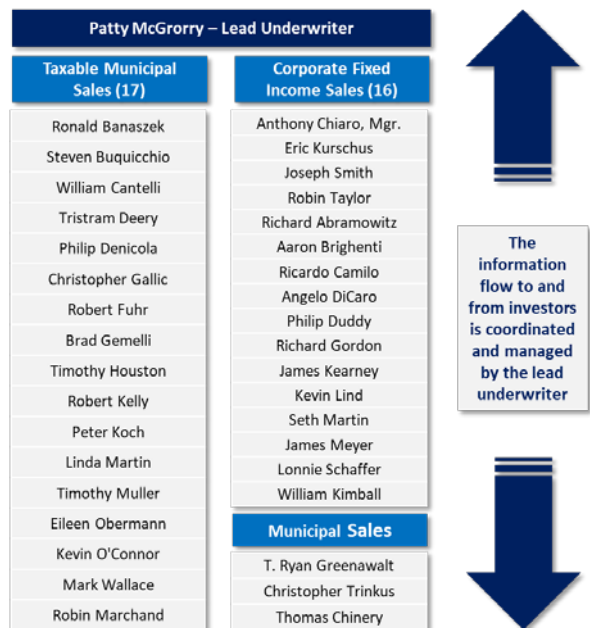 Patty McGrorry – Lead Underwriter
Taxable Municipal
Sales (17)
Ronald Banaszek
Steven Buquicchio
William Cantelli
Tristram Deery
Philip Denicola
Christopher Gallic
Robert Fuhr
Brad Gemelli
Timothy Houston
Robert Kelly
Peter Koch
Linda Martin
Timothy Muller
Eileen Obermann
Kevin O'Connor
Mark Wallace
Robin Marchand
Corporate Fixed
Income Sales (16)
Anthony Chiaro, Mgr.
Eric Kurschus
Joseph Smith
Robin Taylor
Richard Abramowitz
Aaron Brighenti
Ricardo Camilo
Angelo DiCaro
Philip Duddy
Richard Gordon
James Kearney
Kevin Lind
Seth Martin
James Meyer
Lonnie Schaffer
William Kimball
Municipal Sales
T. Ryan Greenawalt
Christopher Trinkus
Thomas Chinery
The
information
flow to and
from investors
is coordinated
and managed
by the lead
underwriter